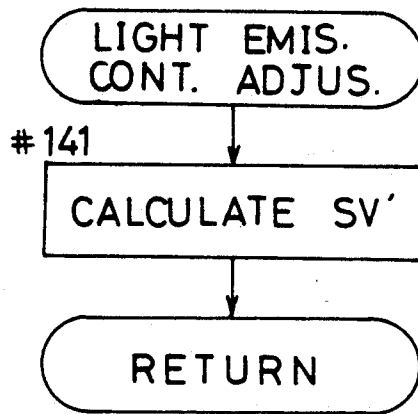 LIGHT EMIS.
CONT. ADJUS.
#141
CALCULATE SV'
RETURN